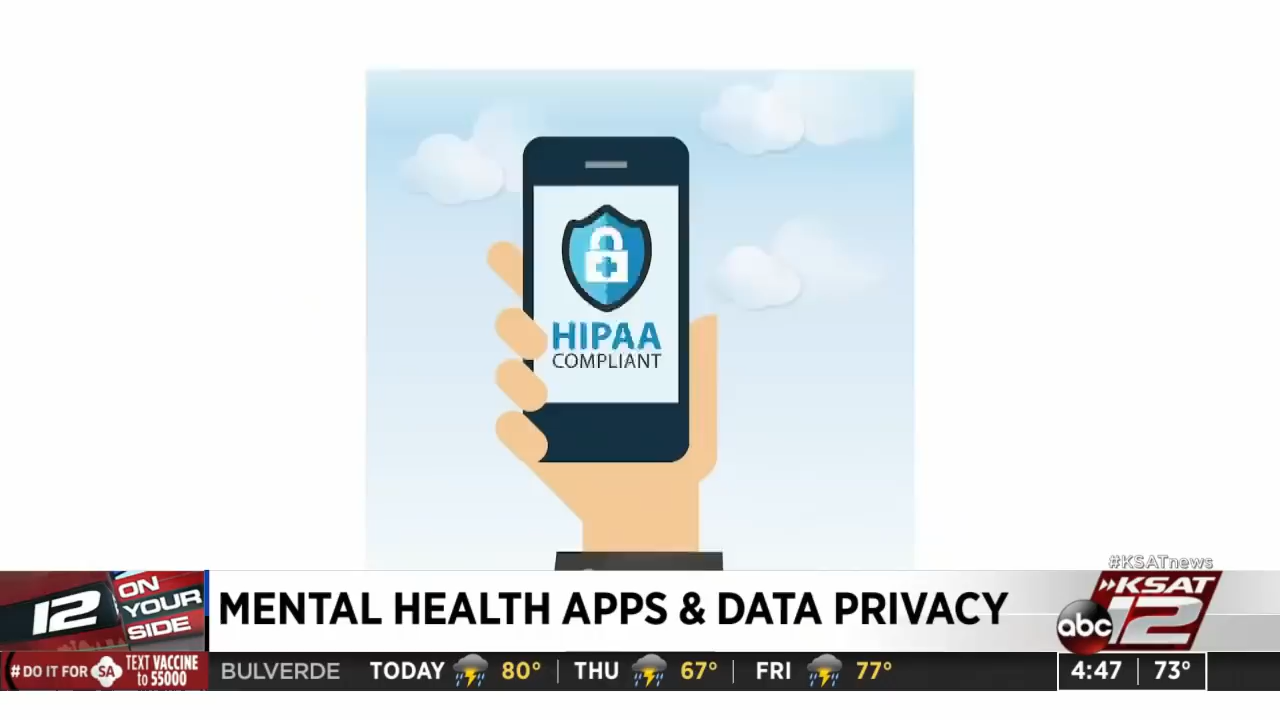 HIPAA
COMPLIANT
#KSATnews
12 ON YOUR SIDE
MENTAL HEALTH APPS & DATA PRIVACY
KSAT
abc 12
#DO IT FOR SA TEXT VACCINE to 55000
BULVERDE TODAY 80° THU 67° FRI 77° 4:47 73°